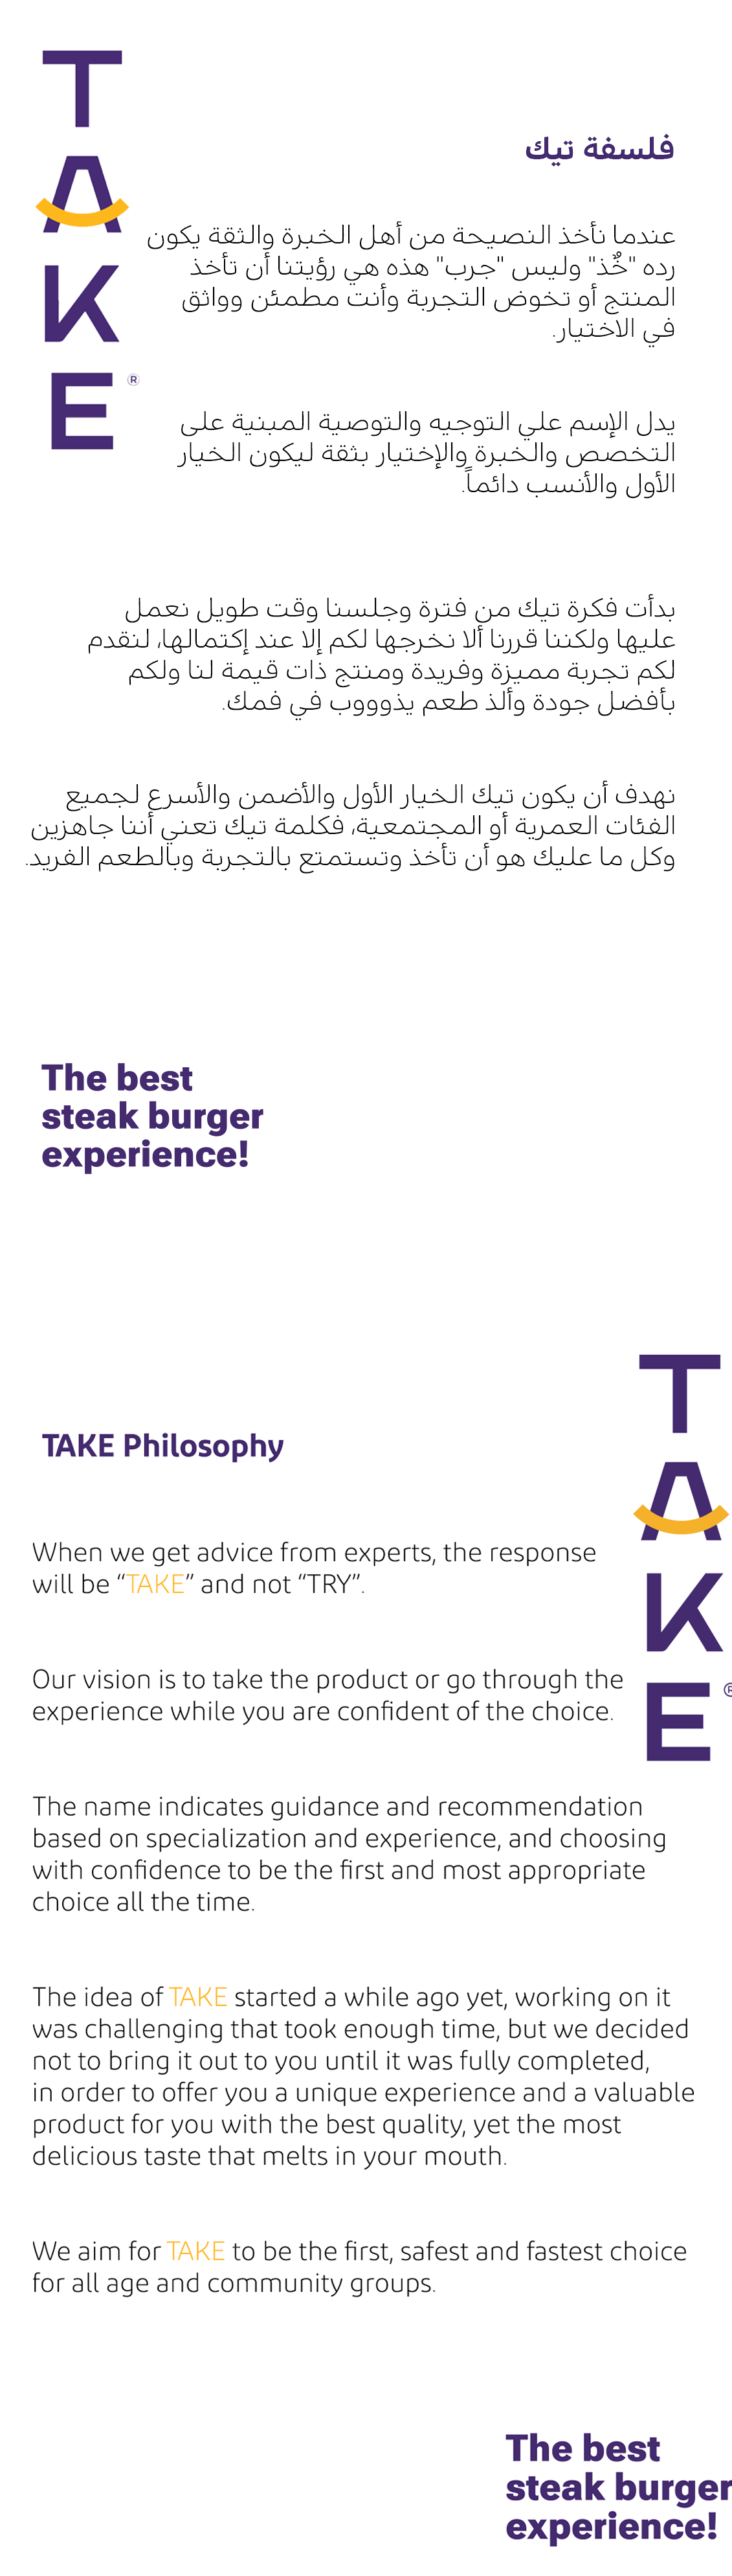 TAKE®
فلسفة تيك
عندما نأخذ النصيحة من أهل الخبرة والثقة يكون
رده "خُذ" وليس "جرب" هذه هي رؤيتنا أن تأخذ
المنتج أو تخوض التجربة وأنت مطمئن وواثق
في الاختيار.
يدل الإسم علي التوجيه والتوصية المبنية على
التخصص والخبرة والإختيار بثقة ليكون الخيار
الأول والأنسب دائماً.
بدأت فكرة تيك من فترة وجلسنا وقت طويل نعمل
عليها ولكننا قررنا ألا نخرجها لكم إلا عند إكتمالها، لنقدم
لكم تجربة مميزة وفريدة ومنتج ذات قيمة لنا ولكم
بأفضل جودة وألذ طعم يذوووب في فمك.
نهدف أن يكون تيك الخيار الأول والأضمن والأسرع لجميع
الفئات العمرية أو المجتمعية، فكلمة تيك تعني أننا جاهزين
وكل ما عليك هو أن تأخذ وتستمتع بالتجربة وبالطعم الفريد.
The best
steak burger
experience!
TAKE®
TAKE Philosophy
When we get advice from experts, the response
will be “TAKE” and not “TRY”.
Our vision is to take the product or go through the
experience while you are confident of the choice.
The name indicates guidance and recommendation
based on specialization and experience, and choosing
with confidence to be the first and most appropriate
choice all the time.
The idea of TAKE started a while ago yet, working on it
was challenging that took enough time, but we decided
not to bring it out to you until it was fully completed,
in order to offer you a unique experience and a valuable
product for you with the best quality, yet the most
delicious taste that melts in your mouth.
We aim for TAKE to be the first, safest and fastest choice
for all age and community groups.
The best
steak burger
experience!